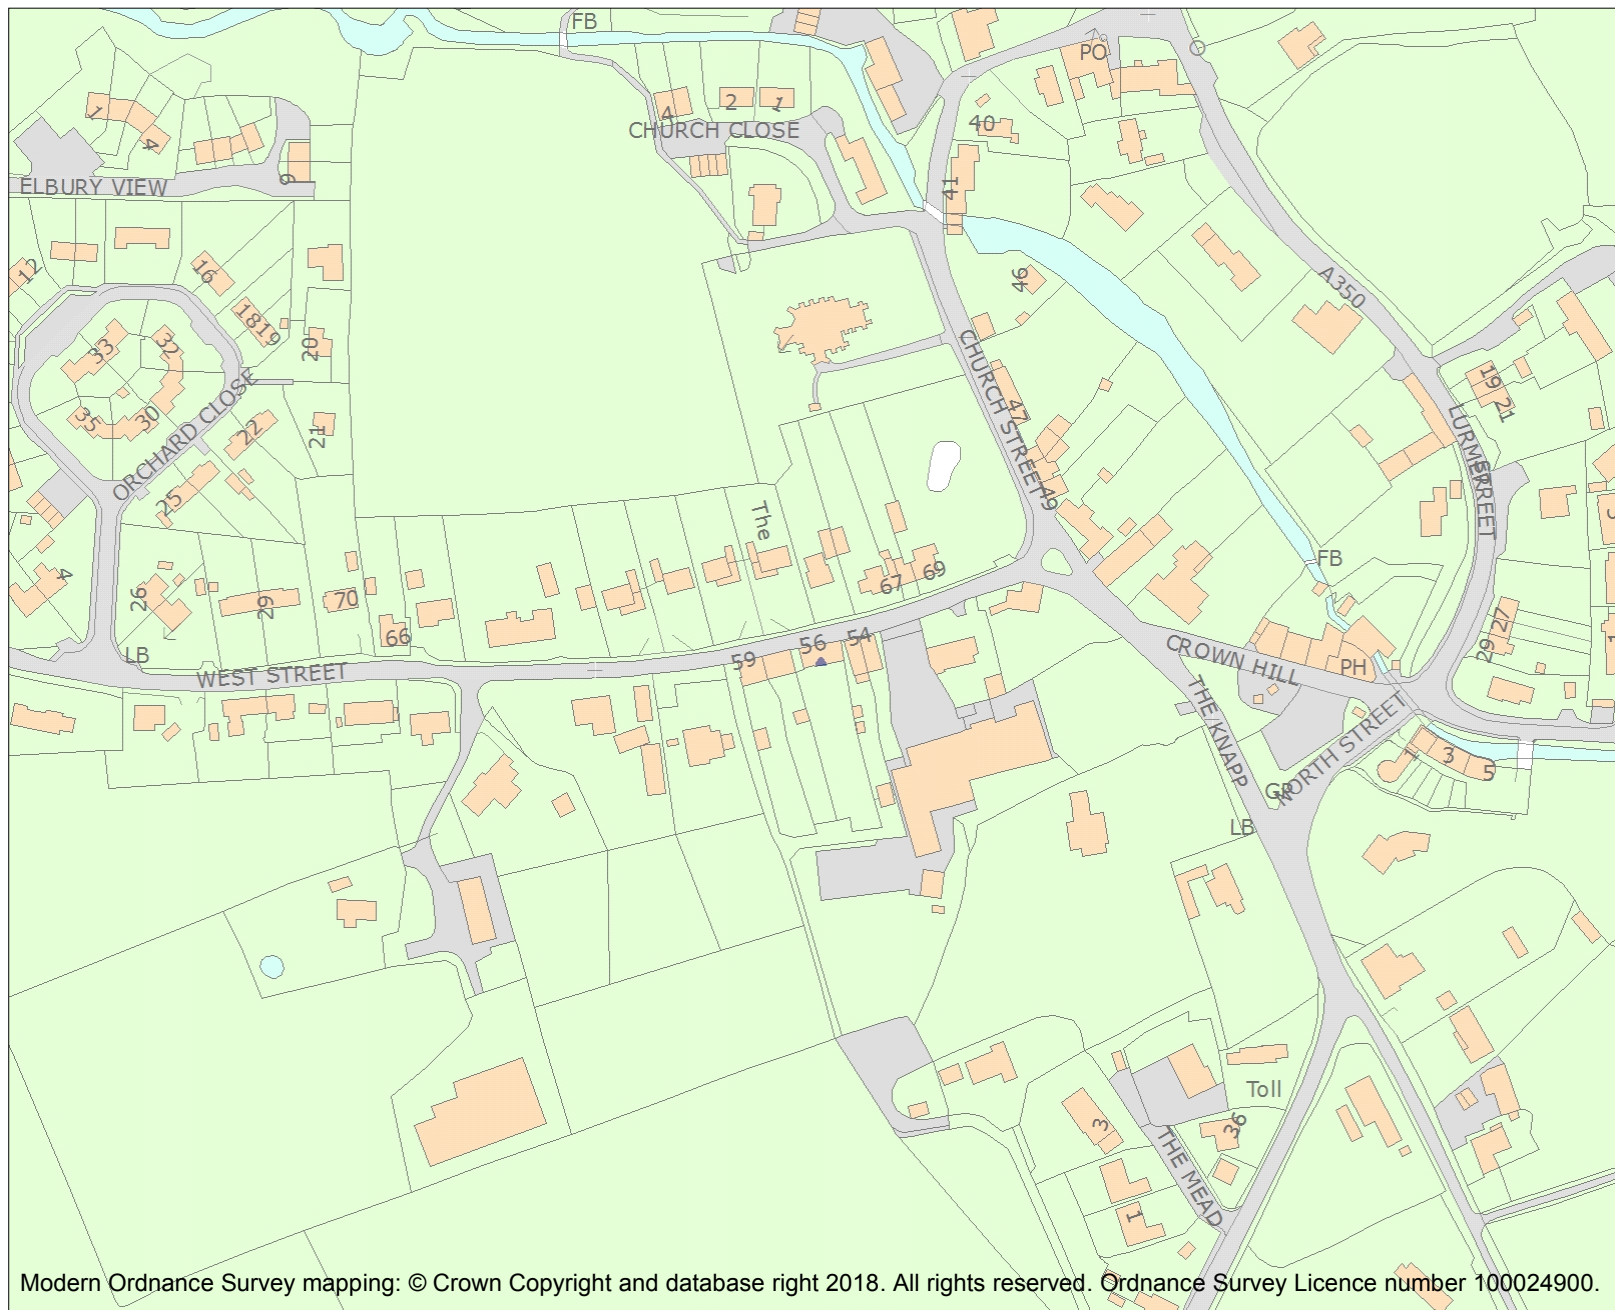 FB
PO
1
4
4
2
1
CHURCH CLOSE
40
ELBURY VIEW
9
41
12
16
46
A350
1819
20
33
32
CHURCH STREET
47
19
21
LURMER STREET
35
30
ORCHARD CLOSE
22
21
25
49
The
FB
4
26
29
70
66
67
69
27
29
LB
WEST STREET
59
56
54
CROWN HILL
PH
THE KNAPP
NORTH STREET
1
3
5
GP
LB
Toll
3
36
THE MEAD
1
Modern Ordnance Survey mapping: © Crown Copyright and database right 2018. All rights reserved. Ordnance Survey Licence number 100024900.